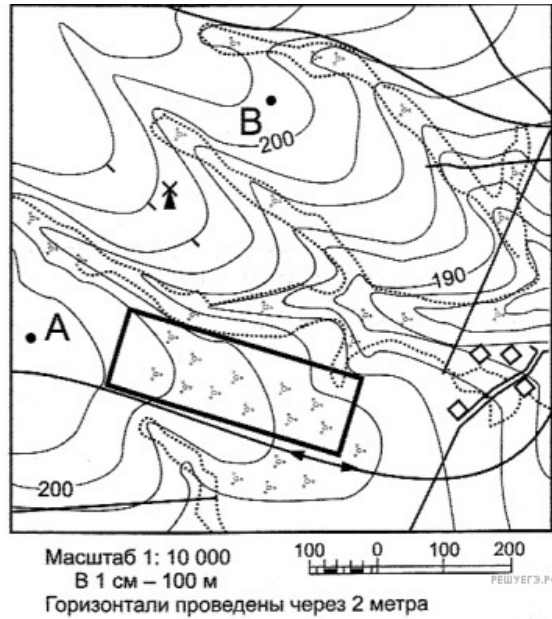 B
200
190
A
200
Масштаб 1: 10 000
В 1 см – 100 м
100 0 100 200
РЕШУЕГЭ.РФ
Горизонтали проведены через 2 метра